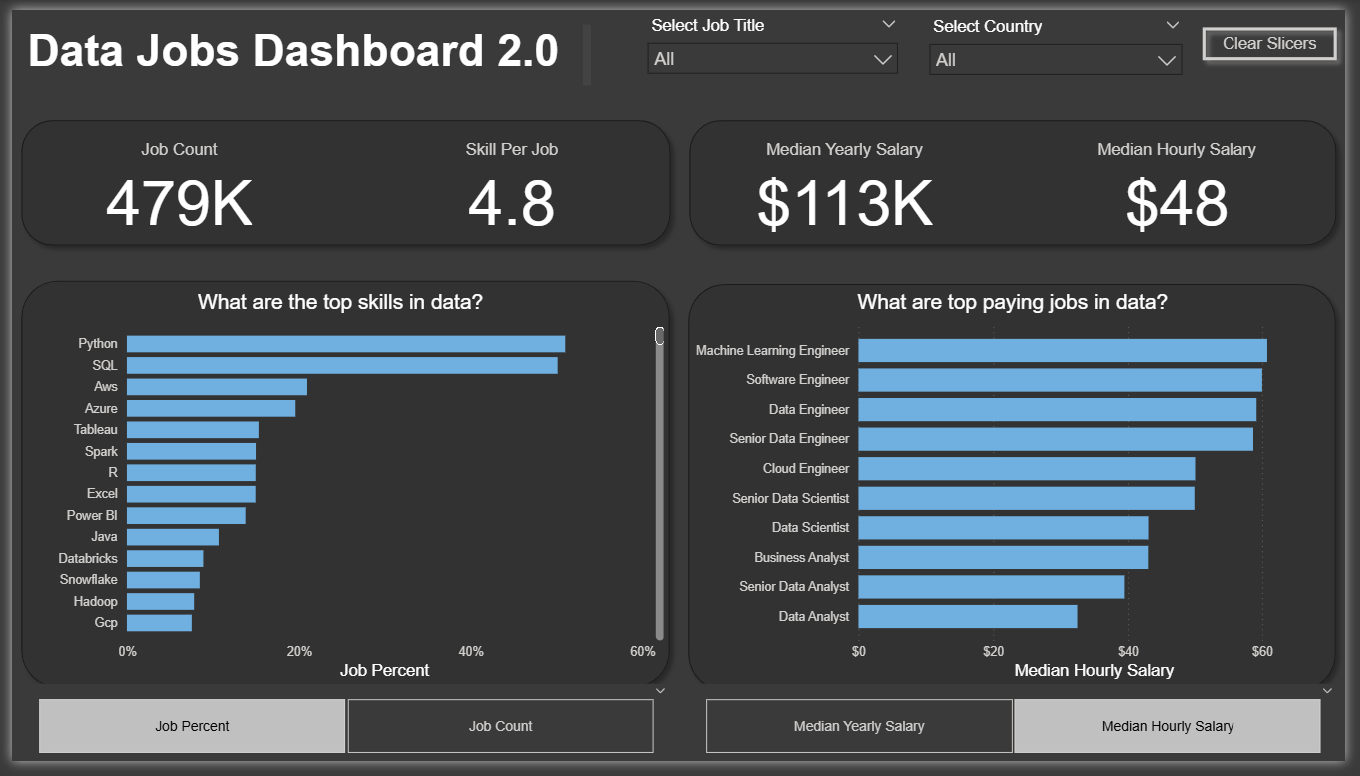 Data Jobs Dashboard 2.0
Select Job Title
All
Select Country
All
Clear Slicers
Job Count
479K
Skill Per Job
4.8
Median Yearly Salary
$113K
Median Hourly Salary
$48
What are the top skills in data?
Python
SQL
Aws
Azure
Tableau
Spark
R
Excel
Power BI
Java
Databricks
Snowflake
Hadoop
Gcp
0% 20% 40% 60%
Job Percent
What are top paying jobs in data?
Machine Learning Engineer
Software Engineer
Data Engineer
Senior Data Engineer
Cloud Engineer
Senior Data Scientist
Data Scientist
Business Analyst
Senior Data Analyst
Data Analyst
$0 $20 $40 $60
Median Hourly Salary
Job Percent
Job Count
Median Yearly Salary
Median Hourly Salary